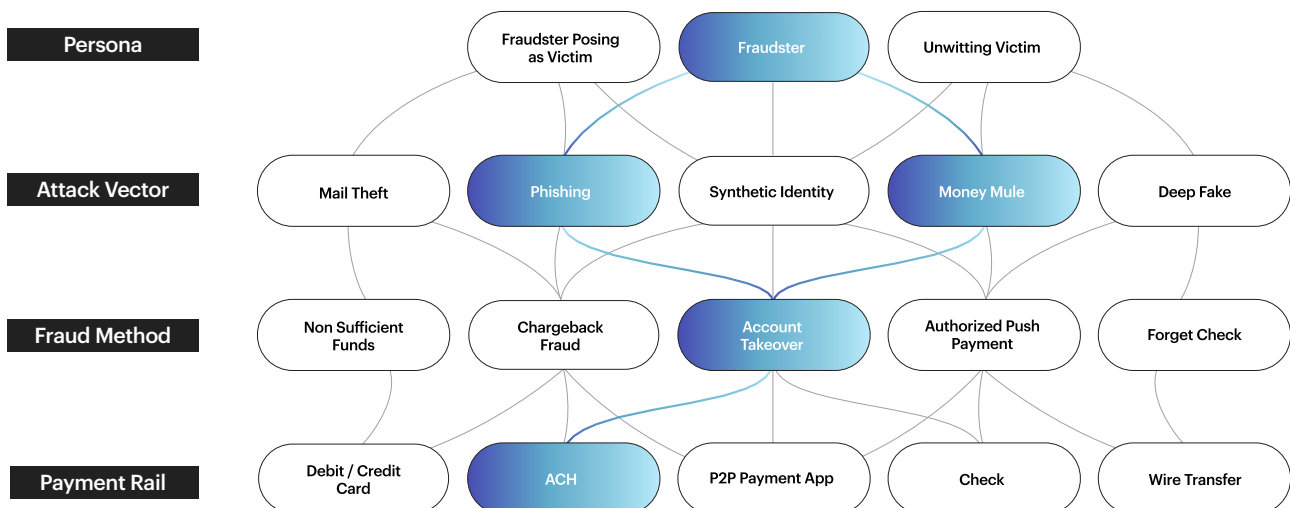 Persona
Fraudster Posing
as Victim
Fraudster
Unwitting Victim
Attack Vector
Mail Theft
Phishing
Synthetic Identity
Money Mule
Deep Fake
Fraud Method
Non Sufficient
Funds
Chargeback
Fraud
Account
Takeover
Authorized Push
Payment
Forget Check
Payment Rail
Debit / Credit
Card
ACH
P2P Payment App
Check
Wire Transfer